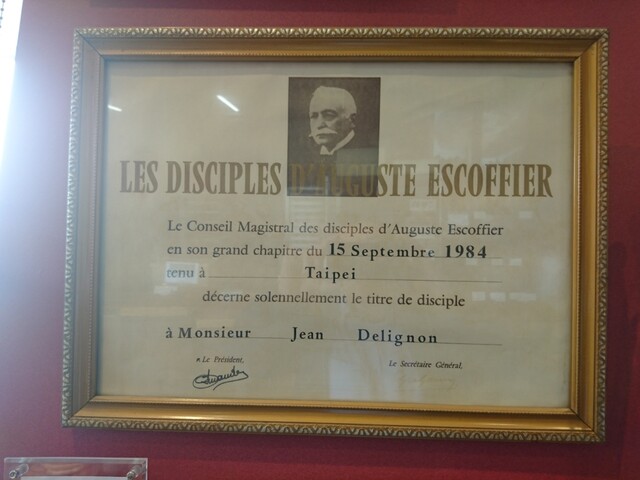 LES DISCIPLES D'AUGUSTE ESCOFFIER
Le Conseil Magistral des disciples d'Auguste Escoffier
en son grand chapitre du 15 Septembre 1984
tenu à Taipei
décerne solennellement le titre de disciple
à Monsieur Jean Delignon
Le Président,
Le Secrétaire Général,